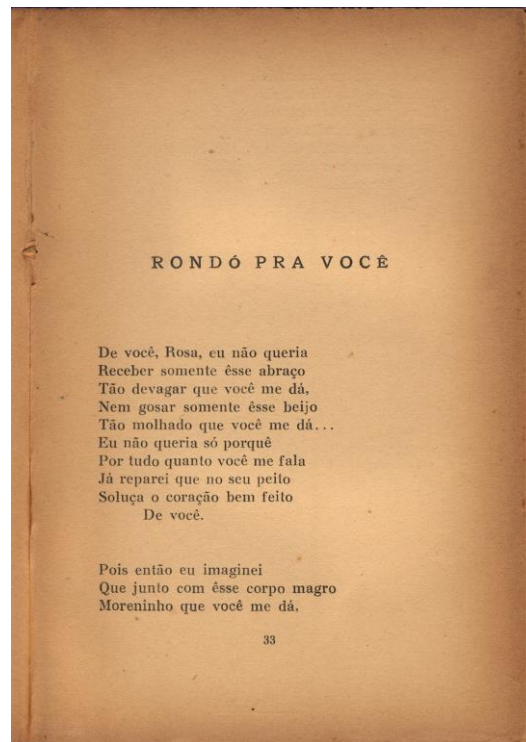 RONDÓ PRA VOCÊ
De você, Rosa, eu não queria
Receber somente êsse abraço
Tão devagar que você me dá,
Nem gosar somente êsse beijo
Tão molhado que você me dá...
Eu não queria só porquê
Por tudo quanto você me fala
Já reparei que no seu peito
Soluça o coração bem feito
De você.
Pois então eu imaginei
Que junto com êsse corpo magro
Moreninho que você me dá,
33